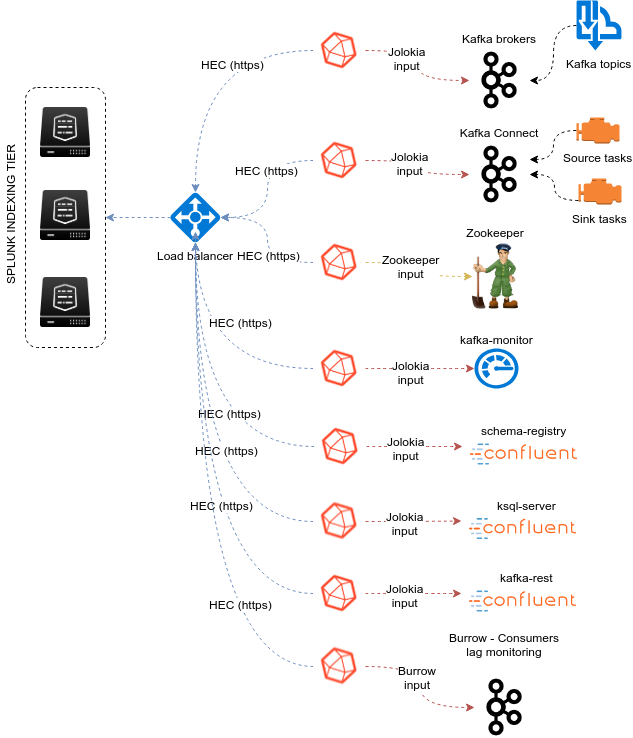 Kafka brokers
HEC (https)
Jolokia
input
Kafka topics
Kafka Connect
HEC (https)
Jolokia
input
Source tasks
Sink tasks
SPLUNK INDEXING TIER
Zookeeper
Load balancer
HEC (https)
Zookeeper
input
HEC (https)
kafka-monitor
Jolokia
input
HEC (https)
schema-registry
Jolokia
input
confluent
HEC (https)
ksql-server
Jolokia
input
confluent
HEC (https)
kafka-rest
Jolokia
input
confluent
HEC (https)
Burrow - Consumers
lag monitoring
Burrow
input